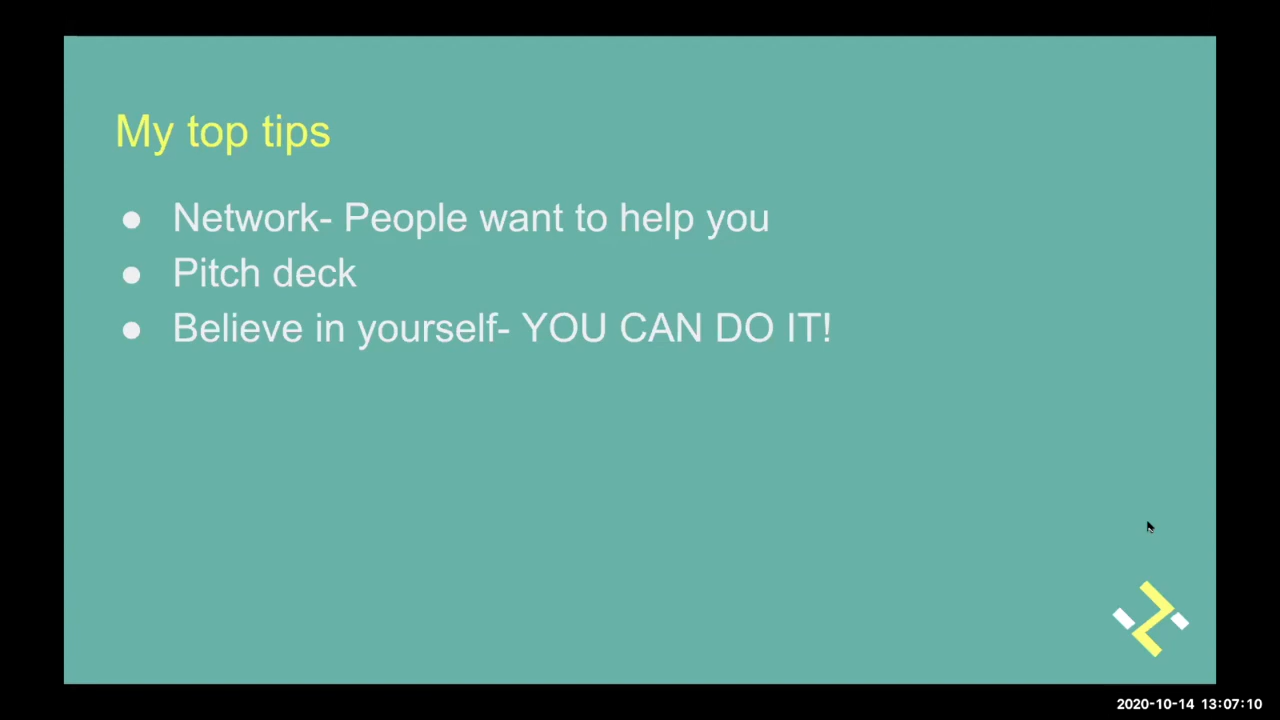 My top tips
● Network- People want to help you
● Pitch deck
● Believe in yourself- YOU CAN DO IT!
2020-10-14 13:07:10